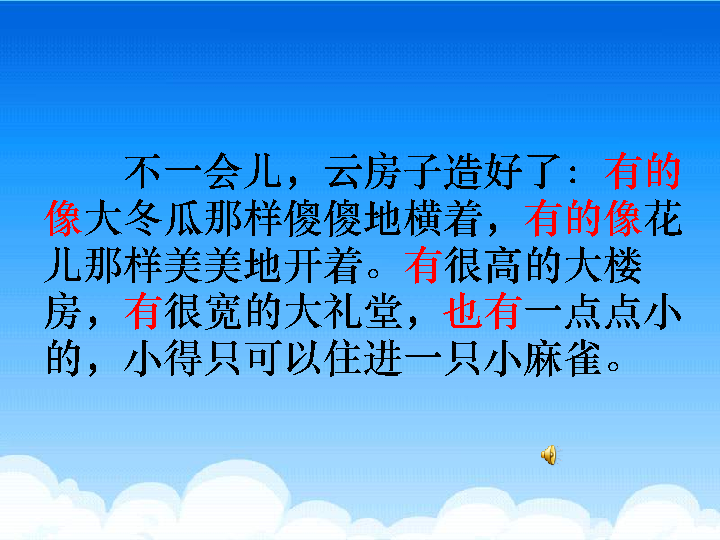 不一会儿，云房子造好了：有的
像大冬瓜那样傻傻地横着，有的像花
儿那样美美地开着。有很高的大楼
房，有很宽的大礼堂，也有一点点小
的，小得只可以住进一只小麻雀。